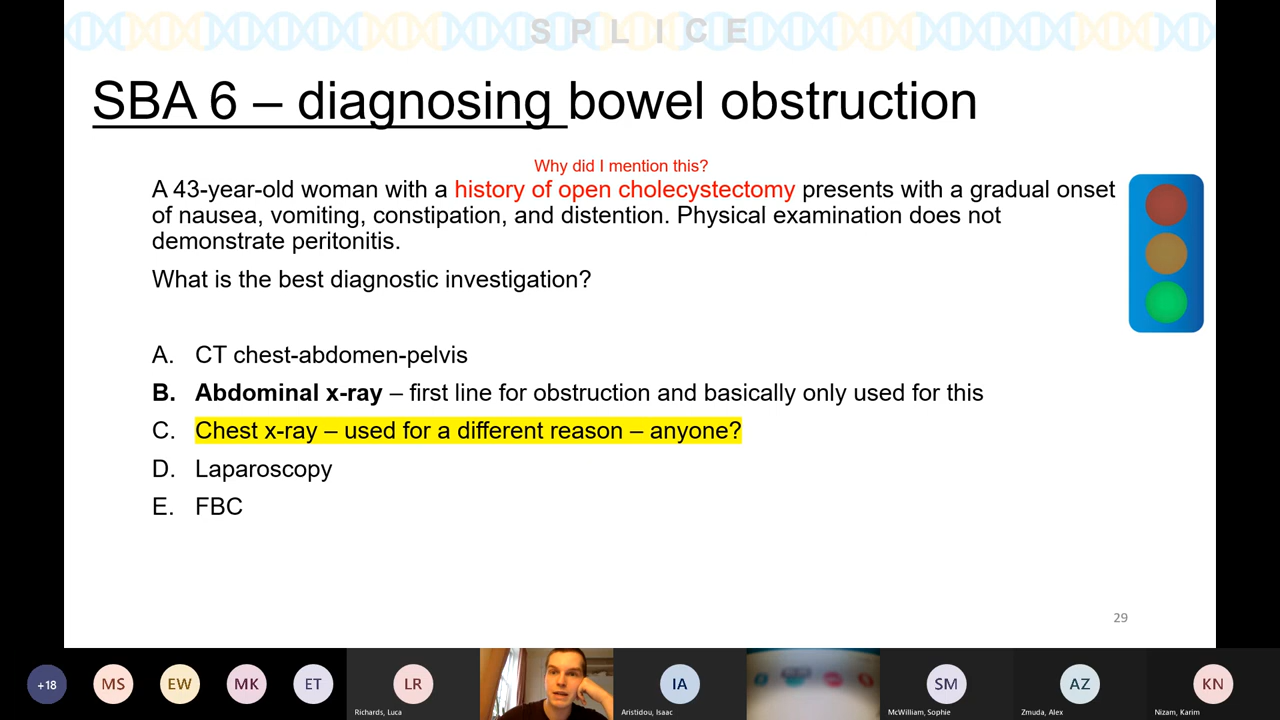 S P L I C E
SBA 6 – diagnosing bowel obstruction
Why did I mention this?
A 43-year-old woman with a history of open cholecystectomy presents with a gradual onset
of nausea, vomiting, constipation, and distention. Physical examination does not
demonstrate peritonitis.
What is the best diagnostic investigation?
A. CT chest-abdomen-pelvis
B. Abdominal x-ray – first line for obstruction and basically only used for this
C. Chest x-ray – used for a different reason – anyone?
D. Laparoscopy
E. FBC
29
+18 MS EW MK ET LR IA SM AZ KN
Richards, Luca Aristidou, Isaac McWilliam, Sophie Zmuda, Alex Nizam, Karim